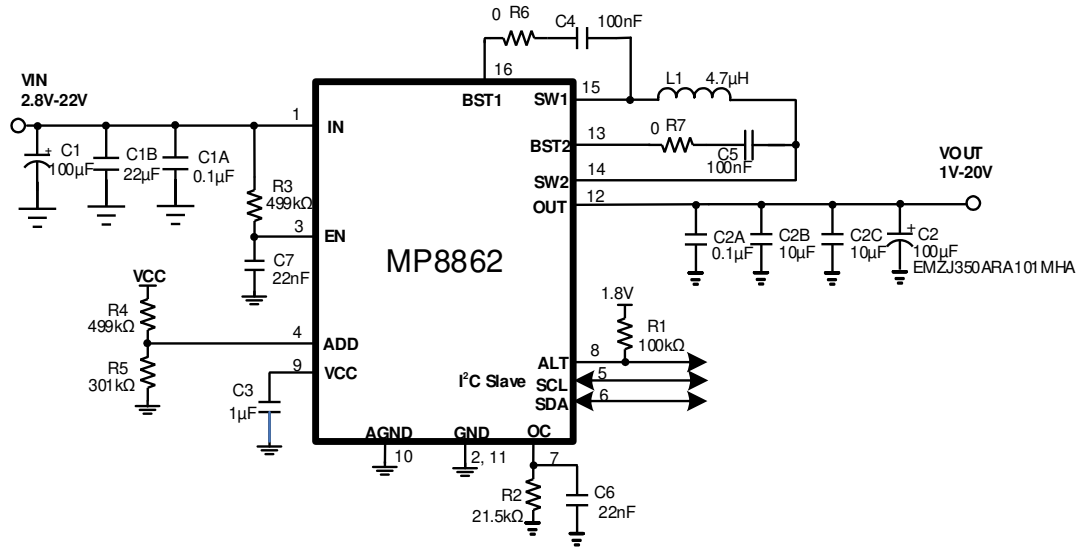 0 R6 C4 100nF
16
BST1
VIN
2.8V-22V
1
IN
+ C1
100µF
C1B
22µF
C1A
0.1µF
R3
499kΩ
3
EN
C7
22nF
VCC
R4
499kΩ
R5
301kΩ
4
ADD
9
VCC
C3
1µF
MP8862
15
SW1
L1 4.7µH
13
BST2
0 R7
C5
100nF
14
SW2
12
OUT
VOUT
1V-20V
C2A
0.1µF
C2B
10µF
C2C
10µF
+
C2
100µF
EMZJ350ARA101MHA
1.8V
R1
100kΩ
ALT
8
I²C Slave
SCL
5
SDA
6
AGND
10
GND
2, 11
OC
7
R2
21.5kΩ
C6
22nF